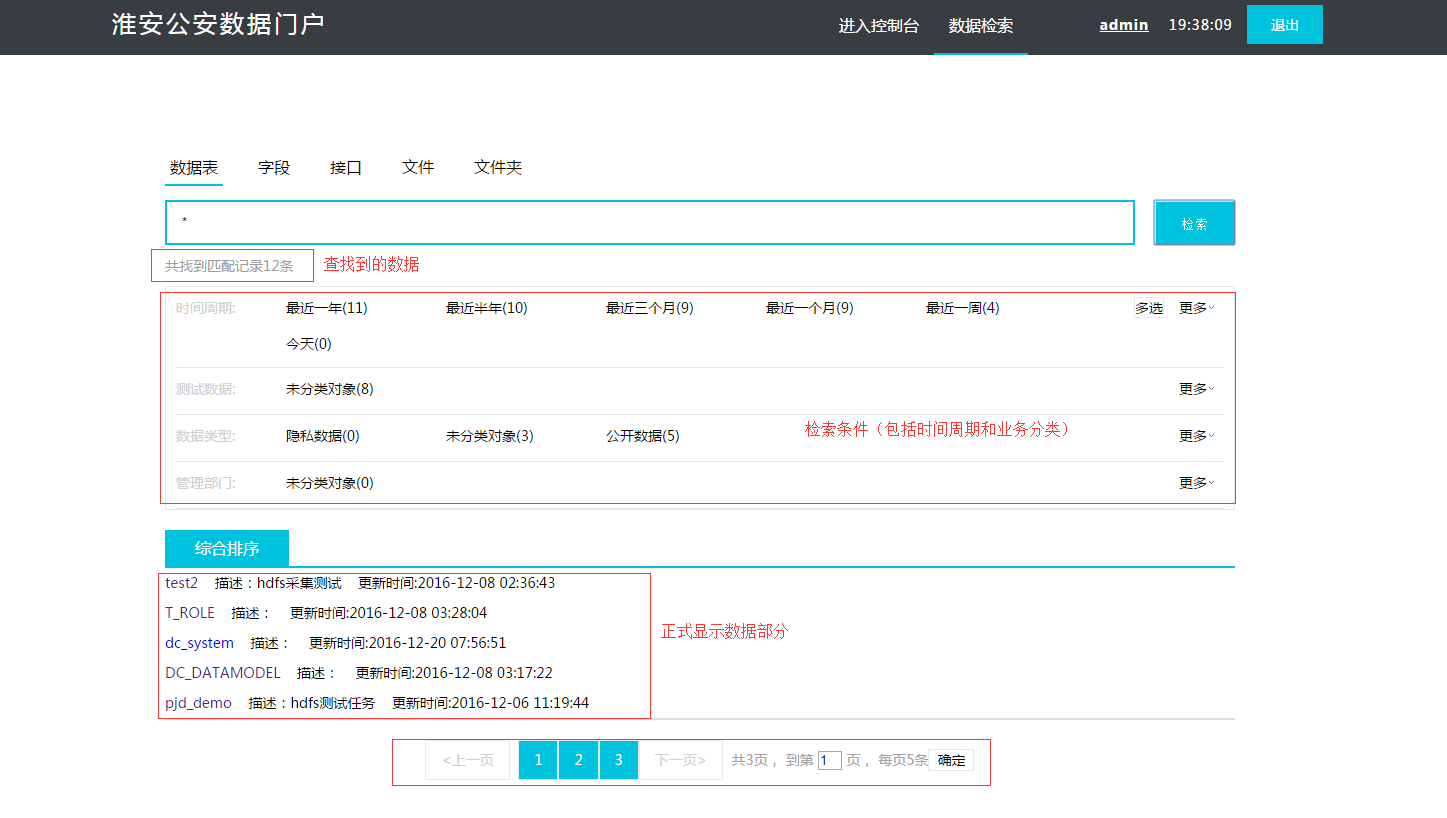 淮安公安数据门户 进入控制台 数据检索 admin 19:38:09 退出
数据表 字段 接口 文件 文件夹
* 检索
共找到匹配记录12条 查找到的数据
时间周期: 最近一年(11) 最近半年(10) 最近三个月(9) 最近一个月(9) 最近一周(4) 多选 更多
今天(0)
测试数据: 未分类对象(8) 更多
数据类型: 隐私数据(0) 未分类对象(3) 公开数据(5) 检索条件（包括时间周期和业务分类） 更多
管理部门: 未分类对象(0) 更多
综合排序
test2 描述：hdfs采集测试 更新时间:2016-12-08 02:36:43
T_ROLE 描述： 更新时间:2016-12-08 03:28:04
正式显示数据部分
dc_system 描述： 更新时间:2016-12-20 07:56:51
DC_DATAMODEL 描述： 更新时间:2016-12-08 03:17:22
pjd_demo 描述：hdfs测试任务 更新时间:2016-12-06 11:19:44
<上一页 1 2 3 下一页> 共3页， 到第 1 页， 每页5条 确定